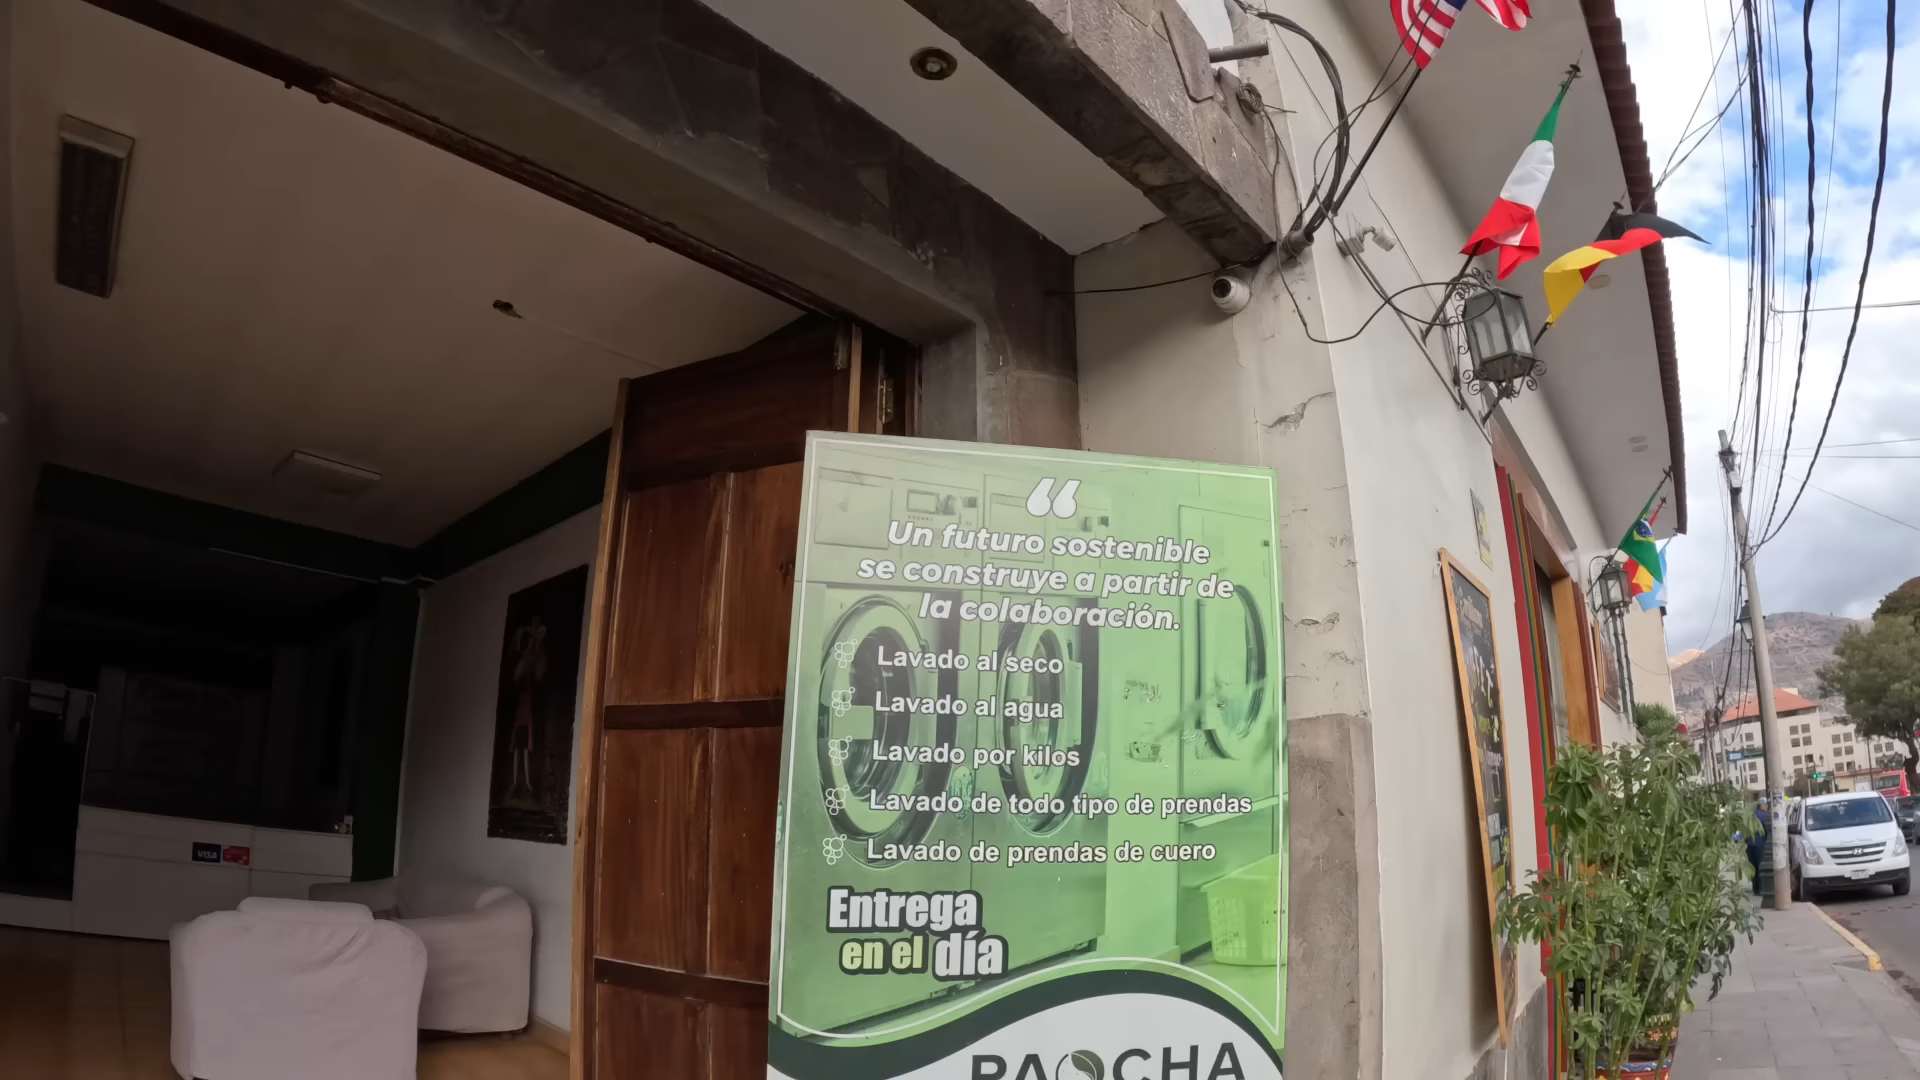 “
Un futuro sostenible
se construye a partir de
la colaboración.
Lavado al seco
Lavado al agua
Lavado por kilos
Lavado de todo tipo de prendas
Lavado de prendas de cuero
Entrega
en el día
VISA